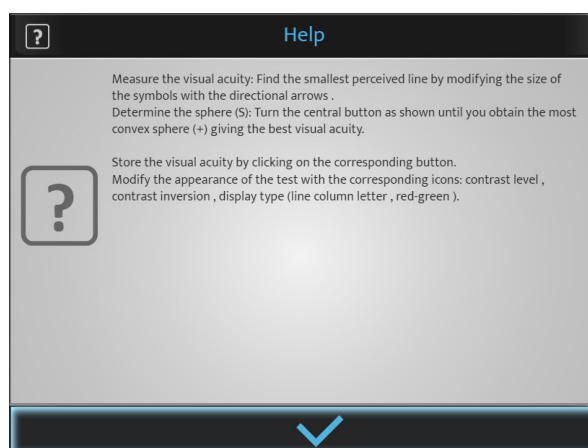 ?
Help
Measure the visual acuity: Find the smallest perceived line by modifying the size of
the symbols with the directional arrows .
Determine the sphere (S): Turn the central button as shown until you obtain the most
convex sphere (+) giving the best visual acuity.
Store the visual acuity by clicking on the corresponding button.
Modify the appearance of the test with the corresponding icons: contrast level ,
contrast inversion , display type (line column letter , red-green ).
?